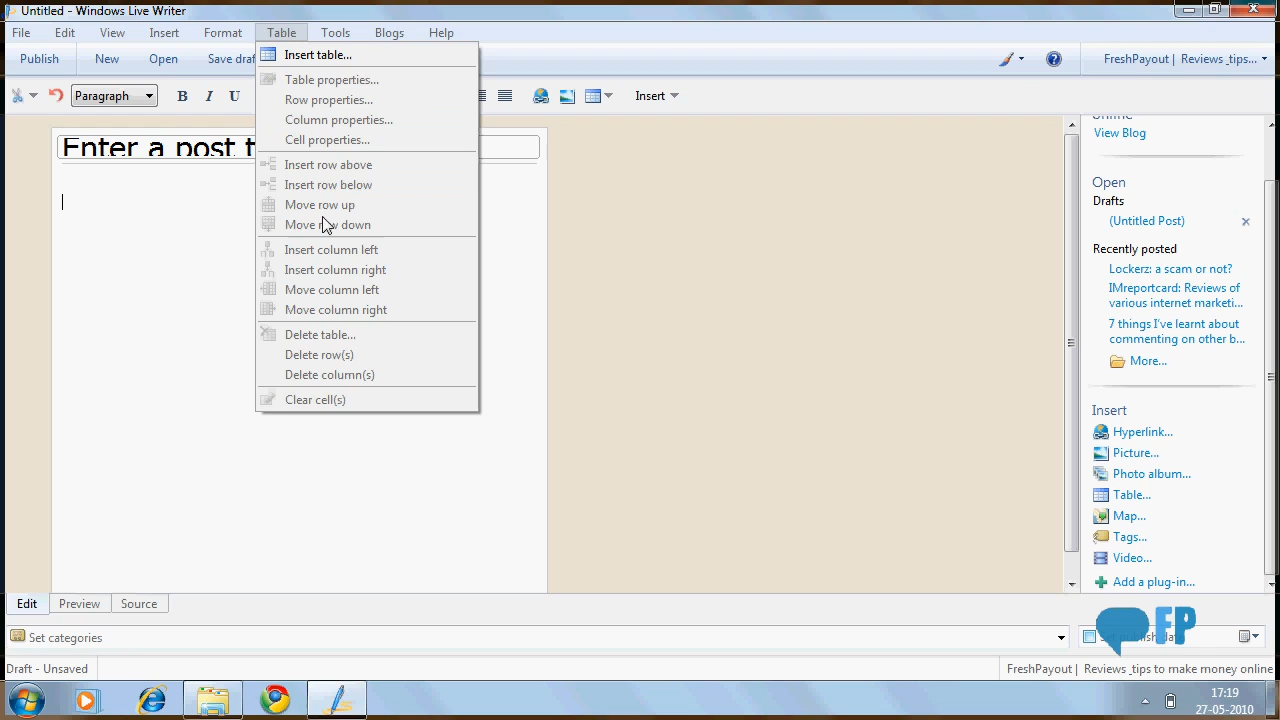 Untitled - Windows Live Writer
File Edit View Insert Format Table Tools Blogs Help
Publish New Open Save draf
FreshPayout | Reviews _tips...
Paragraph B I U Insert
Insert table...
Table properties...
Row properties...
Column properties...
Cell properties...
Insert row above
Insert row below
Move row up
Move row down
Insert column left
Insert column right
Move column left
Move column right
Delete table...
Delete row(s)
Delete column(s)
Clear cell(s)
Enter a post t
View Blog
Open
Drafts
(Untitled Post)
Recently posted
Lockerz: a scam or not?
IMreportcard: Reviews of
various internet marketi...
7 things I've learnt about
commenting on other b...
More...
Insert
Hyperlink...
Picture...
Photo album...
Table...
Map...
Tags...
Video...
Add a plug-in...
Edit Preview Source
Set categories
FP
Draft - Unsaved
FreshPayout | Reviews _tips to make money online
17:19
27-05-2010